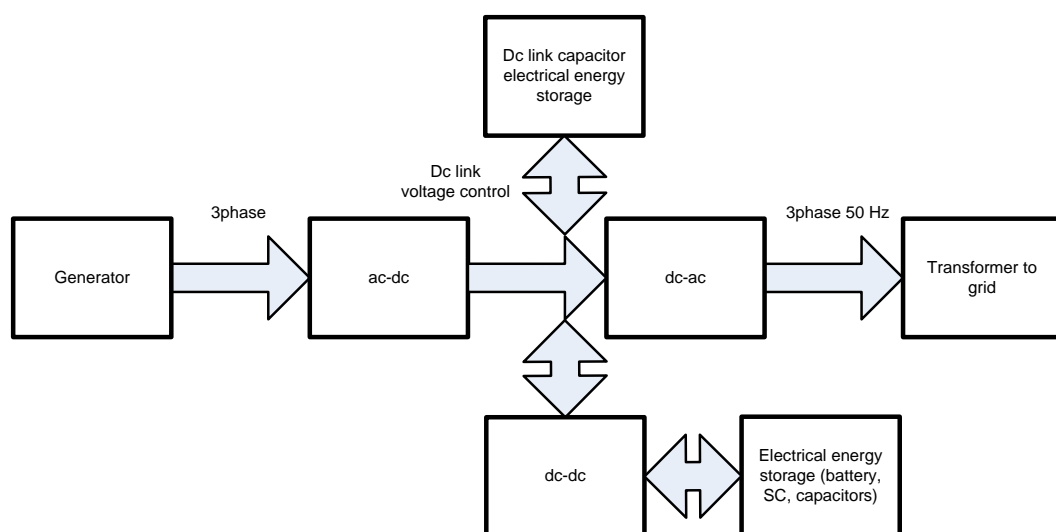 Dc link capacitor
electrical energy
storage
Dc link
voltage control
3phase
3phase 50 Hz
Generator
ac-dc
dc-ac
Transformer to
grid
dc-dc
Electrical energy
storage (battery,
SC, capacitors)